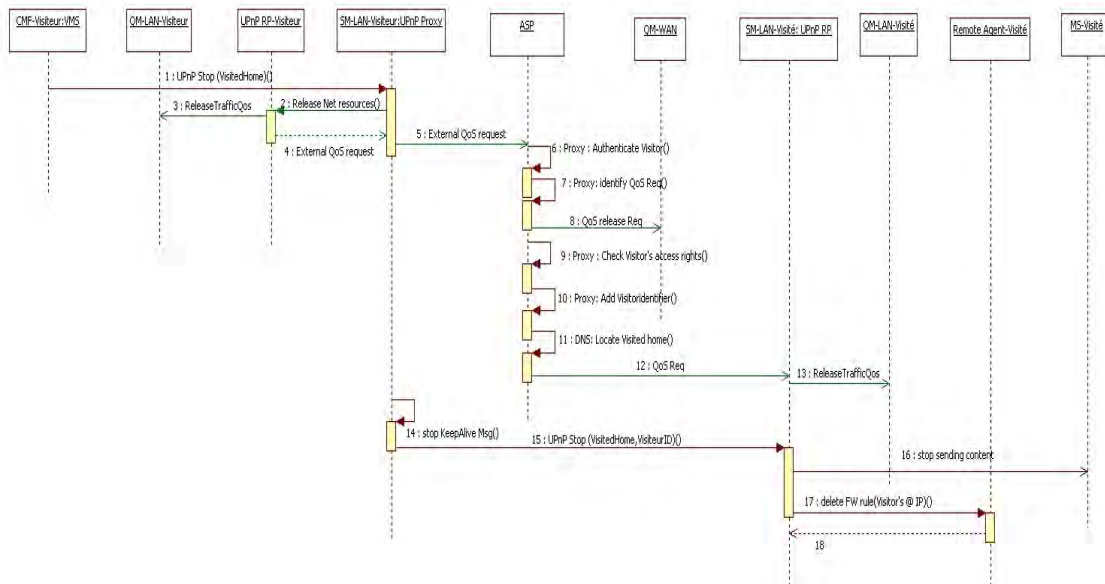 CMF-Visiteur:VMS
QM-LAN-Visiteur
UPnP RP-Visiteur
SM-LAN-Visiteur:UPnP Proxy
ASP
QM-WAN
SM-LAN-Visité: UPnP RP
QM-LAN-Visité
Remote Agent-Visité
MS-Visité
1 : UPnP Stop (VisitedHome)()
2 : Release Net resources()
3 : ReleaseTrafficQos
4 : External QoS request
5 : External QoS request
6 : Proxy : Authenticate Visitor()
7 : Proxy: identify QoS Req()
8 : QoS release Req
9 : Proxy : Check Visitor's access rights()
10 : Proxy: Add Visitoridentifier()
11 : DNS: Locate Visited home()
12 : QoS Req
13 : ReleaseTrafficQos
14 : stop KeepAlive Msg()
15 : UPnP Stop (VisitedHome,VisiteurID)()
16 : stop sending content
17 : delete FW rule(Visitor's @ IP)()
18